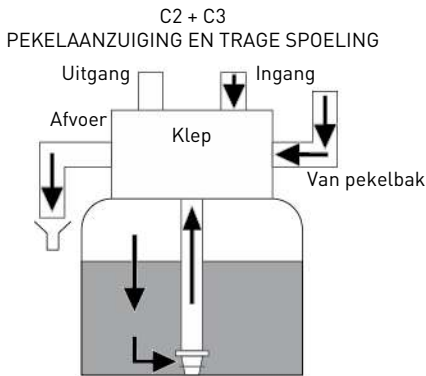 C2 + C3
PEKELAANZUIGING EN TRAGE SPOELING
Uitgang
Ingang
Afvoer
Klep
Van pekelbak